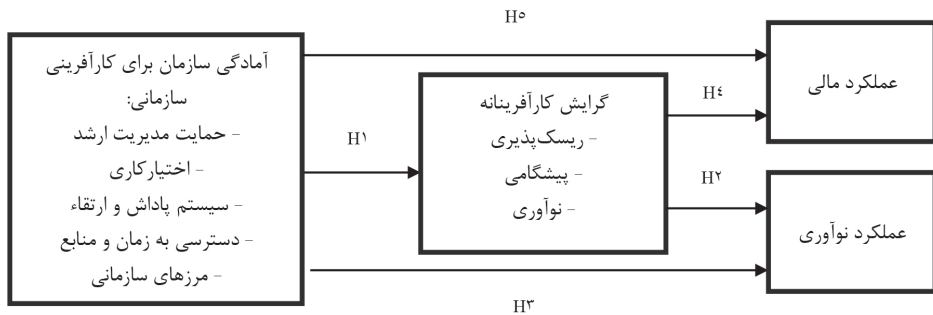 H۵
آمادگی سازمان برای کارآفرینی
سازمانی:
- حمایت مدیریت ارشد
- اختیارکاری
- سیستم پاداش و ارتقاء
- دسترسی به زمان و منابع
- مرزهای سازمانی
H۱
گرایش کارآفرینانه
- ریسک‌پذیری
- پیشگامی
- نوآوری
H۴
H۲
عملکرد مالی
عملکرد نوآوری
H۳